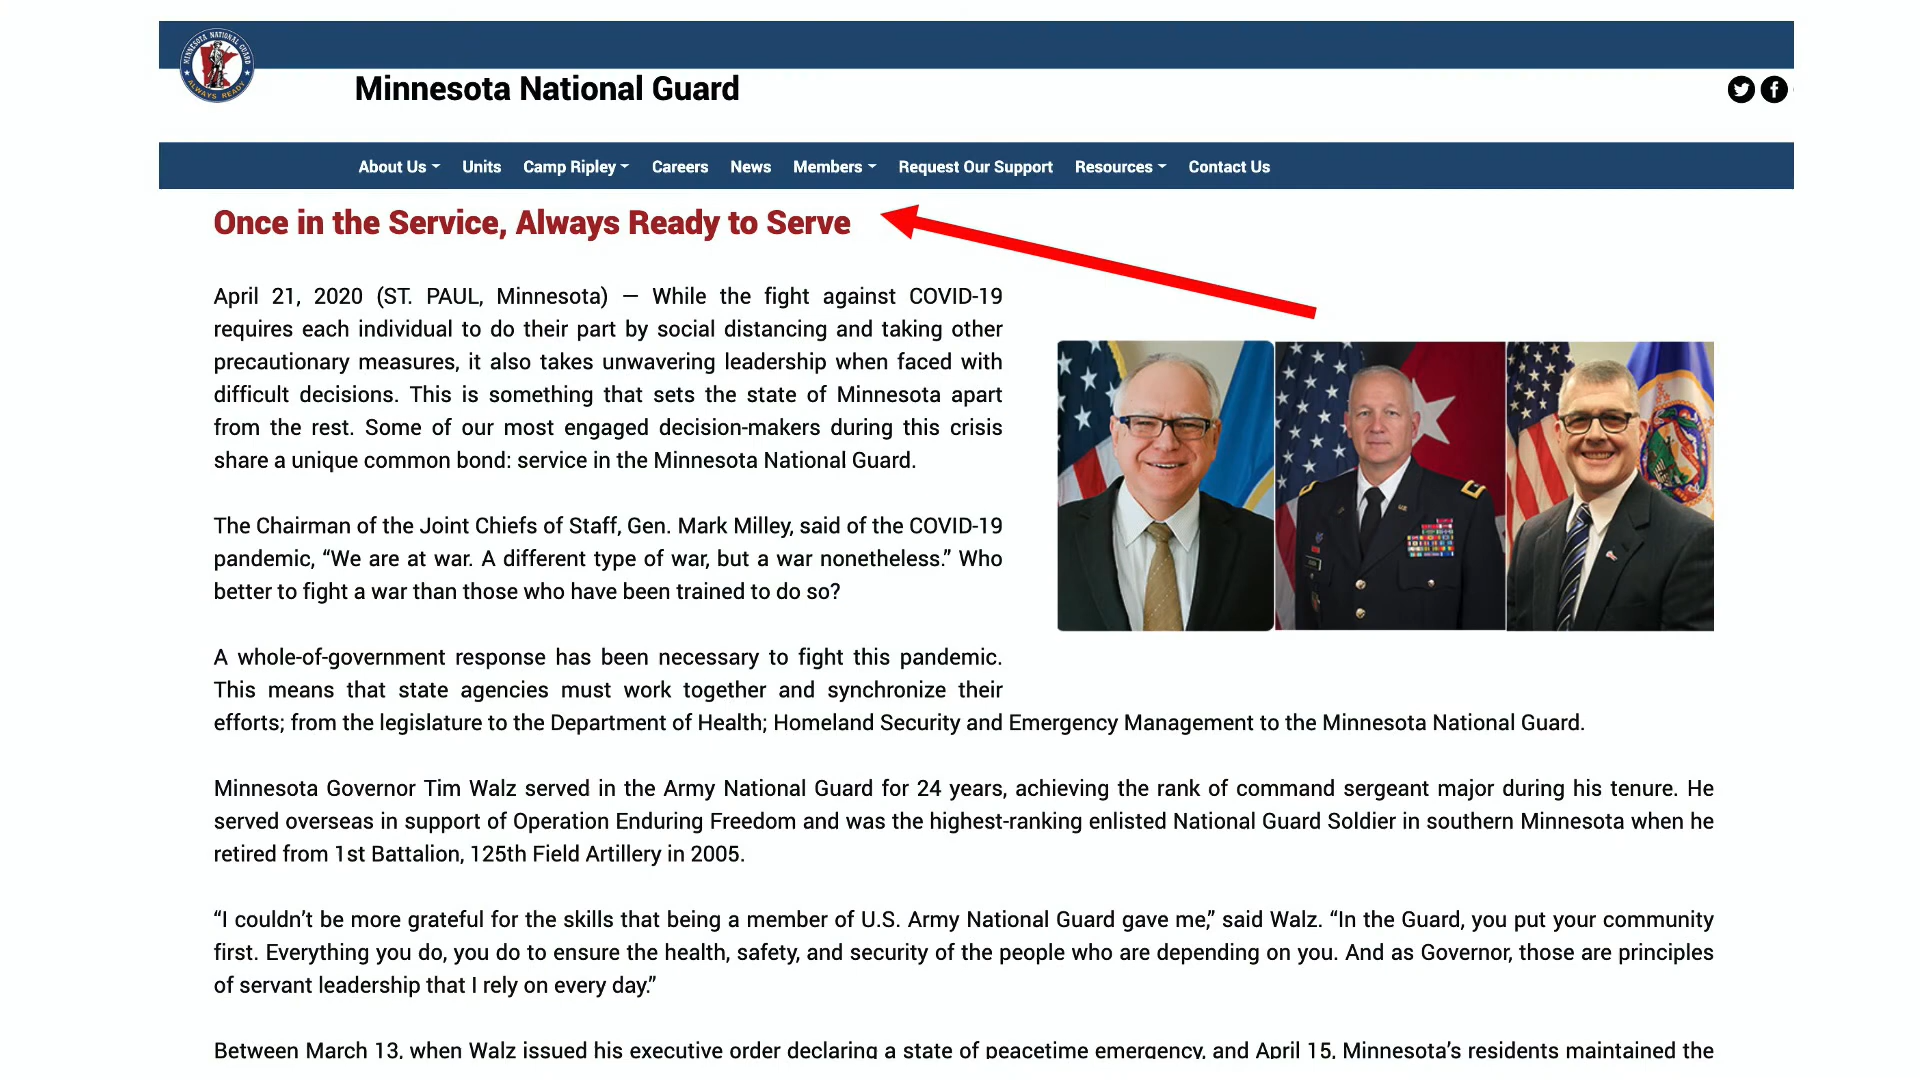 MINNESOTA NATIONAL GUARD
ALWAYS READY
Minnesota National Guard
About Us Units Camp Ripley Careers News Members Request Our Support Resources Contact Us
Once in the Service, Always Ready to Serve
April 21, 2020 (ST. PAUL, Minnesota) — While the fight against COVID-19
requires each individual to do their part by social distancing and taking other
precautionary measures, it also takes unwavering leadership when faced with
difficult decisions. This is something that sets the state of Minnesota apart
from the rest. Some of our most engaged decision-makers during this crisis
share a unique common bond: service in the Minnesota National Guard.
The Chairman of the Joint Chiefs of Staff, Gen. Mark Milley, said of the COVID-19
pandemic, “We are at war. A different type of war, but a war nonetheless.” Who
better to fight a war than those who have been trained to do so?
A whole-of-government response has been necessary to fight this pandemic.
This means that state agencies must work together and synchronize their
efforts; from the legislature to the Department of Health; Homeland Security and Emergency Management to the Minnesota National Guard.
Minnesota Governor Tim Walz served in the Army National Guard for 24 years, achieving the rank of command sergeant major during his tenure. He
served overseas in support of Operation Enduring Freedom and was the highest-ranking enlisted National Guard Soldier in southern Minnesota when he
retired from 1st Battalion, 125th Field Artillery in 2005.
“I couldn’t be more grateful for the skills that being a member of U.S. Army National Guard gave me,” said Walz. “In the Guard, you put your community
first. Everything you do, you do to ensure the health, safety, and security of the people who are depending on you. And as Governor, those are principles
of servant leadership that I rely on every day.”
Between March 13, when Walz issued his executive order declaring a state of peacetime emergency, and April 15, Minnesota’s residents maintained the